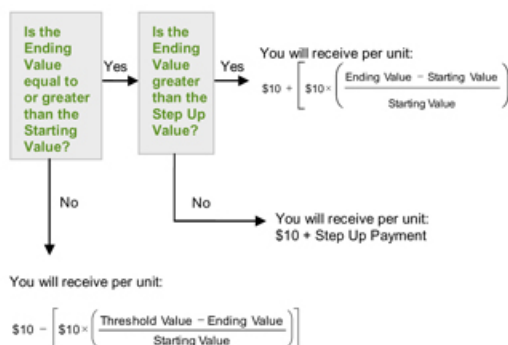 Is the
Ending
Value
equal to
or greater
than the
Starting
Value?
Yes
Is the
Ending
Value
greater
than the
Step Up
Value?
Yes
You will receive per unit:
$10 + [$10 × (Ending Value − Starting Value
Starting Value)
No
No
You will receive per unit:
$10 + Step Up Payment
You will receive per unit:
$10 − [$10 × (Threshold Value − Ending Value
Starting Value)]